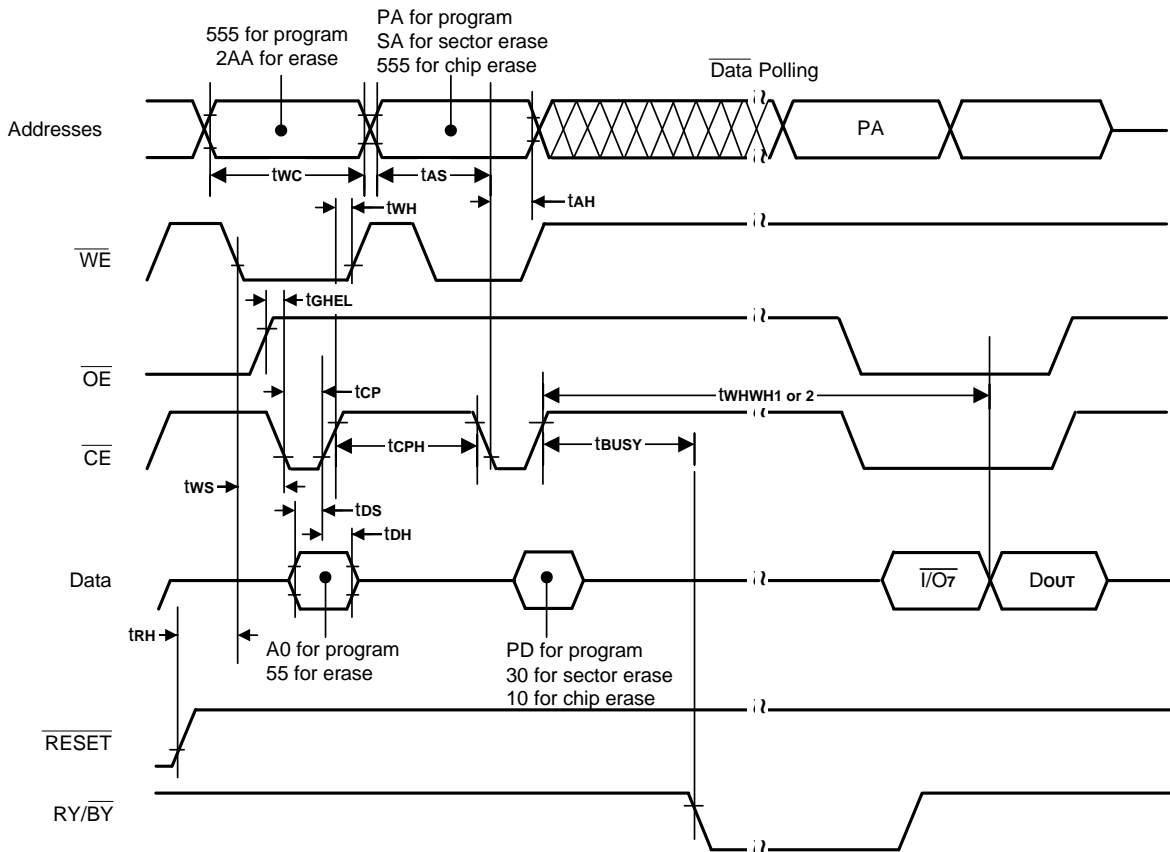 555 for program
2AA for erase
PA for program
SA for sector erase
555 for chip erase
Data Polling
Addresses
PA
tWC
tAS
tWH
tAH
WE
tGHEL
OE
tCP
tWHWH1 or 2
CE
tCPH
tBUSY
tWS
tDS
tDH
Data
I/O7
DOUT
tRH
A0 for program
55 for erase
PD for program
30 for sector erase
10 for chip erase
RESET
RY/BY